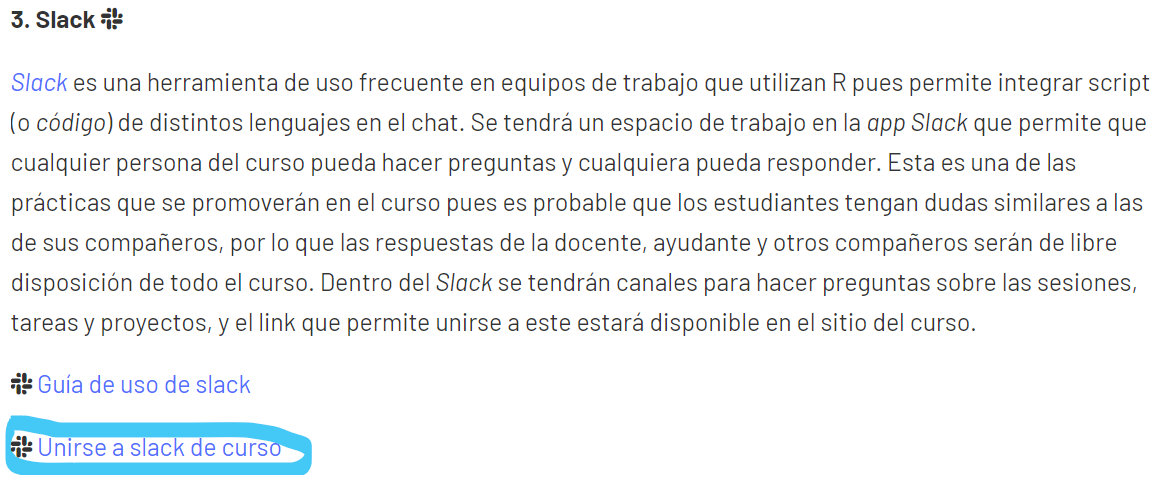 3. Slack
Slack es una herramienta de uso frecuente en equipos de trabajo que utilizan R pues permite integrar script
(o código) de distintos lenguajes en el chat. Se tendrá un espacio de trabajo en la app Slack que permite que
cualquier persona del curso pueda hacer preguntas y cualquiera pueda responder. Esta es una de las
prácticas que se promoverán en el curso pues es probable que los estudiantes tengan dudas similares a las
de sus compañeros, por lo que las respuestas de la docente, ayudante y otros compañeros serán de libre
disposición de todo el curso. Dentro del Slack se tendrán canales para hacer preguntas sobre las sesiones,
tareas y proyectos, y el link que permite unirse a este estará disponible en el sitio del curso.
Guía de uso de slack
Unirse a slack de curso